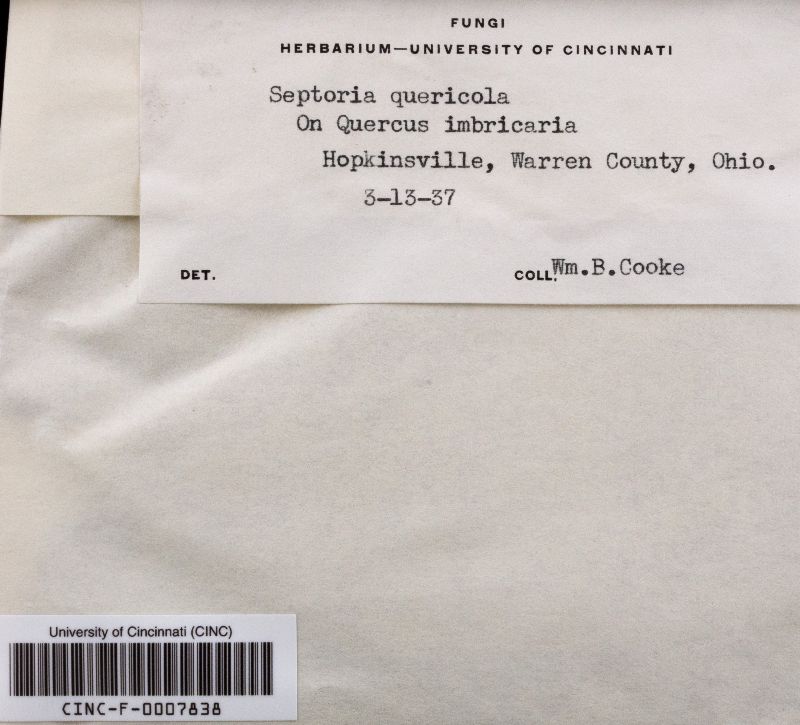 FUNGI
HERBARIUM—UNIVERSITY OF CINCINNATI
Septoria quericola
On Quercus imbricaria
Hopkinsville, Warren County, Ohio.
3-13-37
DET. COLL. Wm.B.Cooke
University of Cincinnati (CINC)
CINC-F-0007838